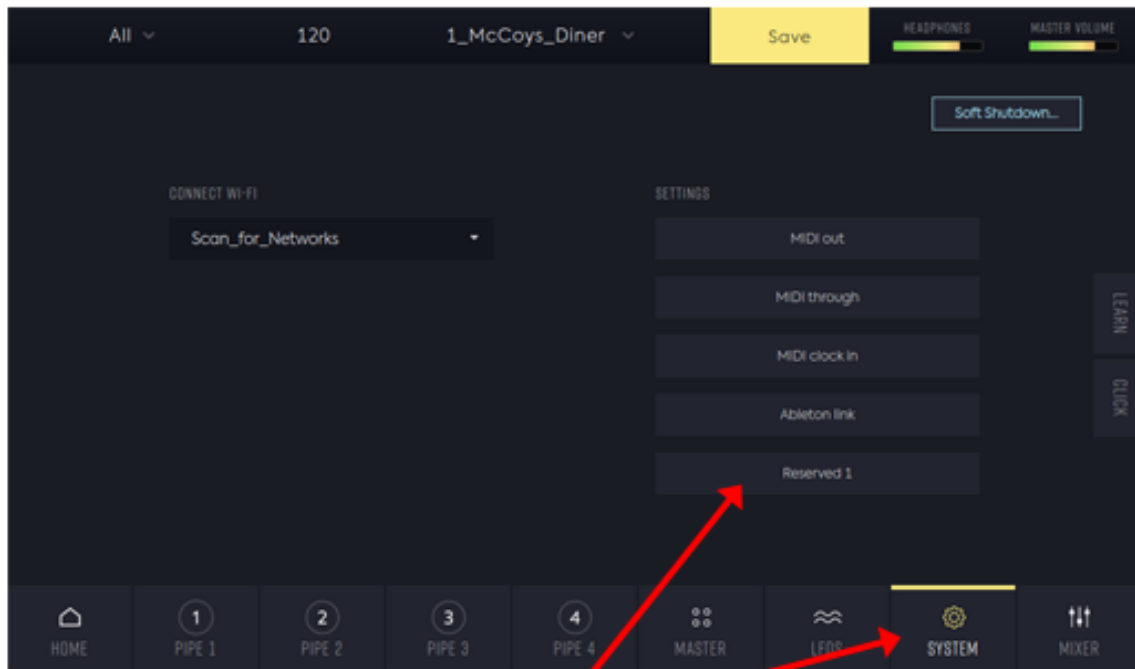 All 120 1_McCoys_Diner Save HEADPHONES MASTER VOLUME
Soft Shutdown...
CONNECT WI-FI SETTINGS
Scan_for_Networks MIDI out
MIDI through
LEARN
MIDI clock in
CLICK
Ableton link
Reserved 1
1 2 3 4
HOME PIPE 1 PIPE 2 PIPE 3 PIPE 4 MASTER LFOS SYSTEM MIXER